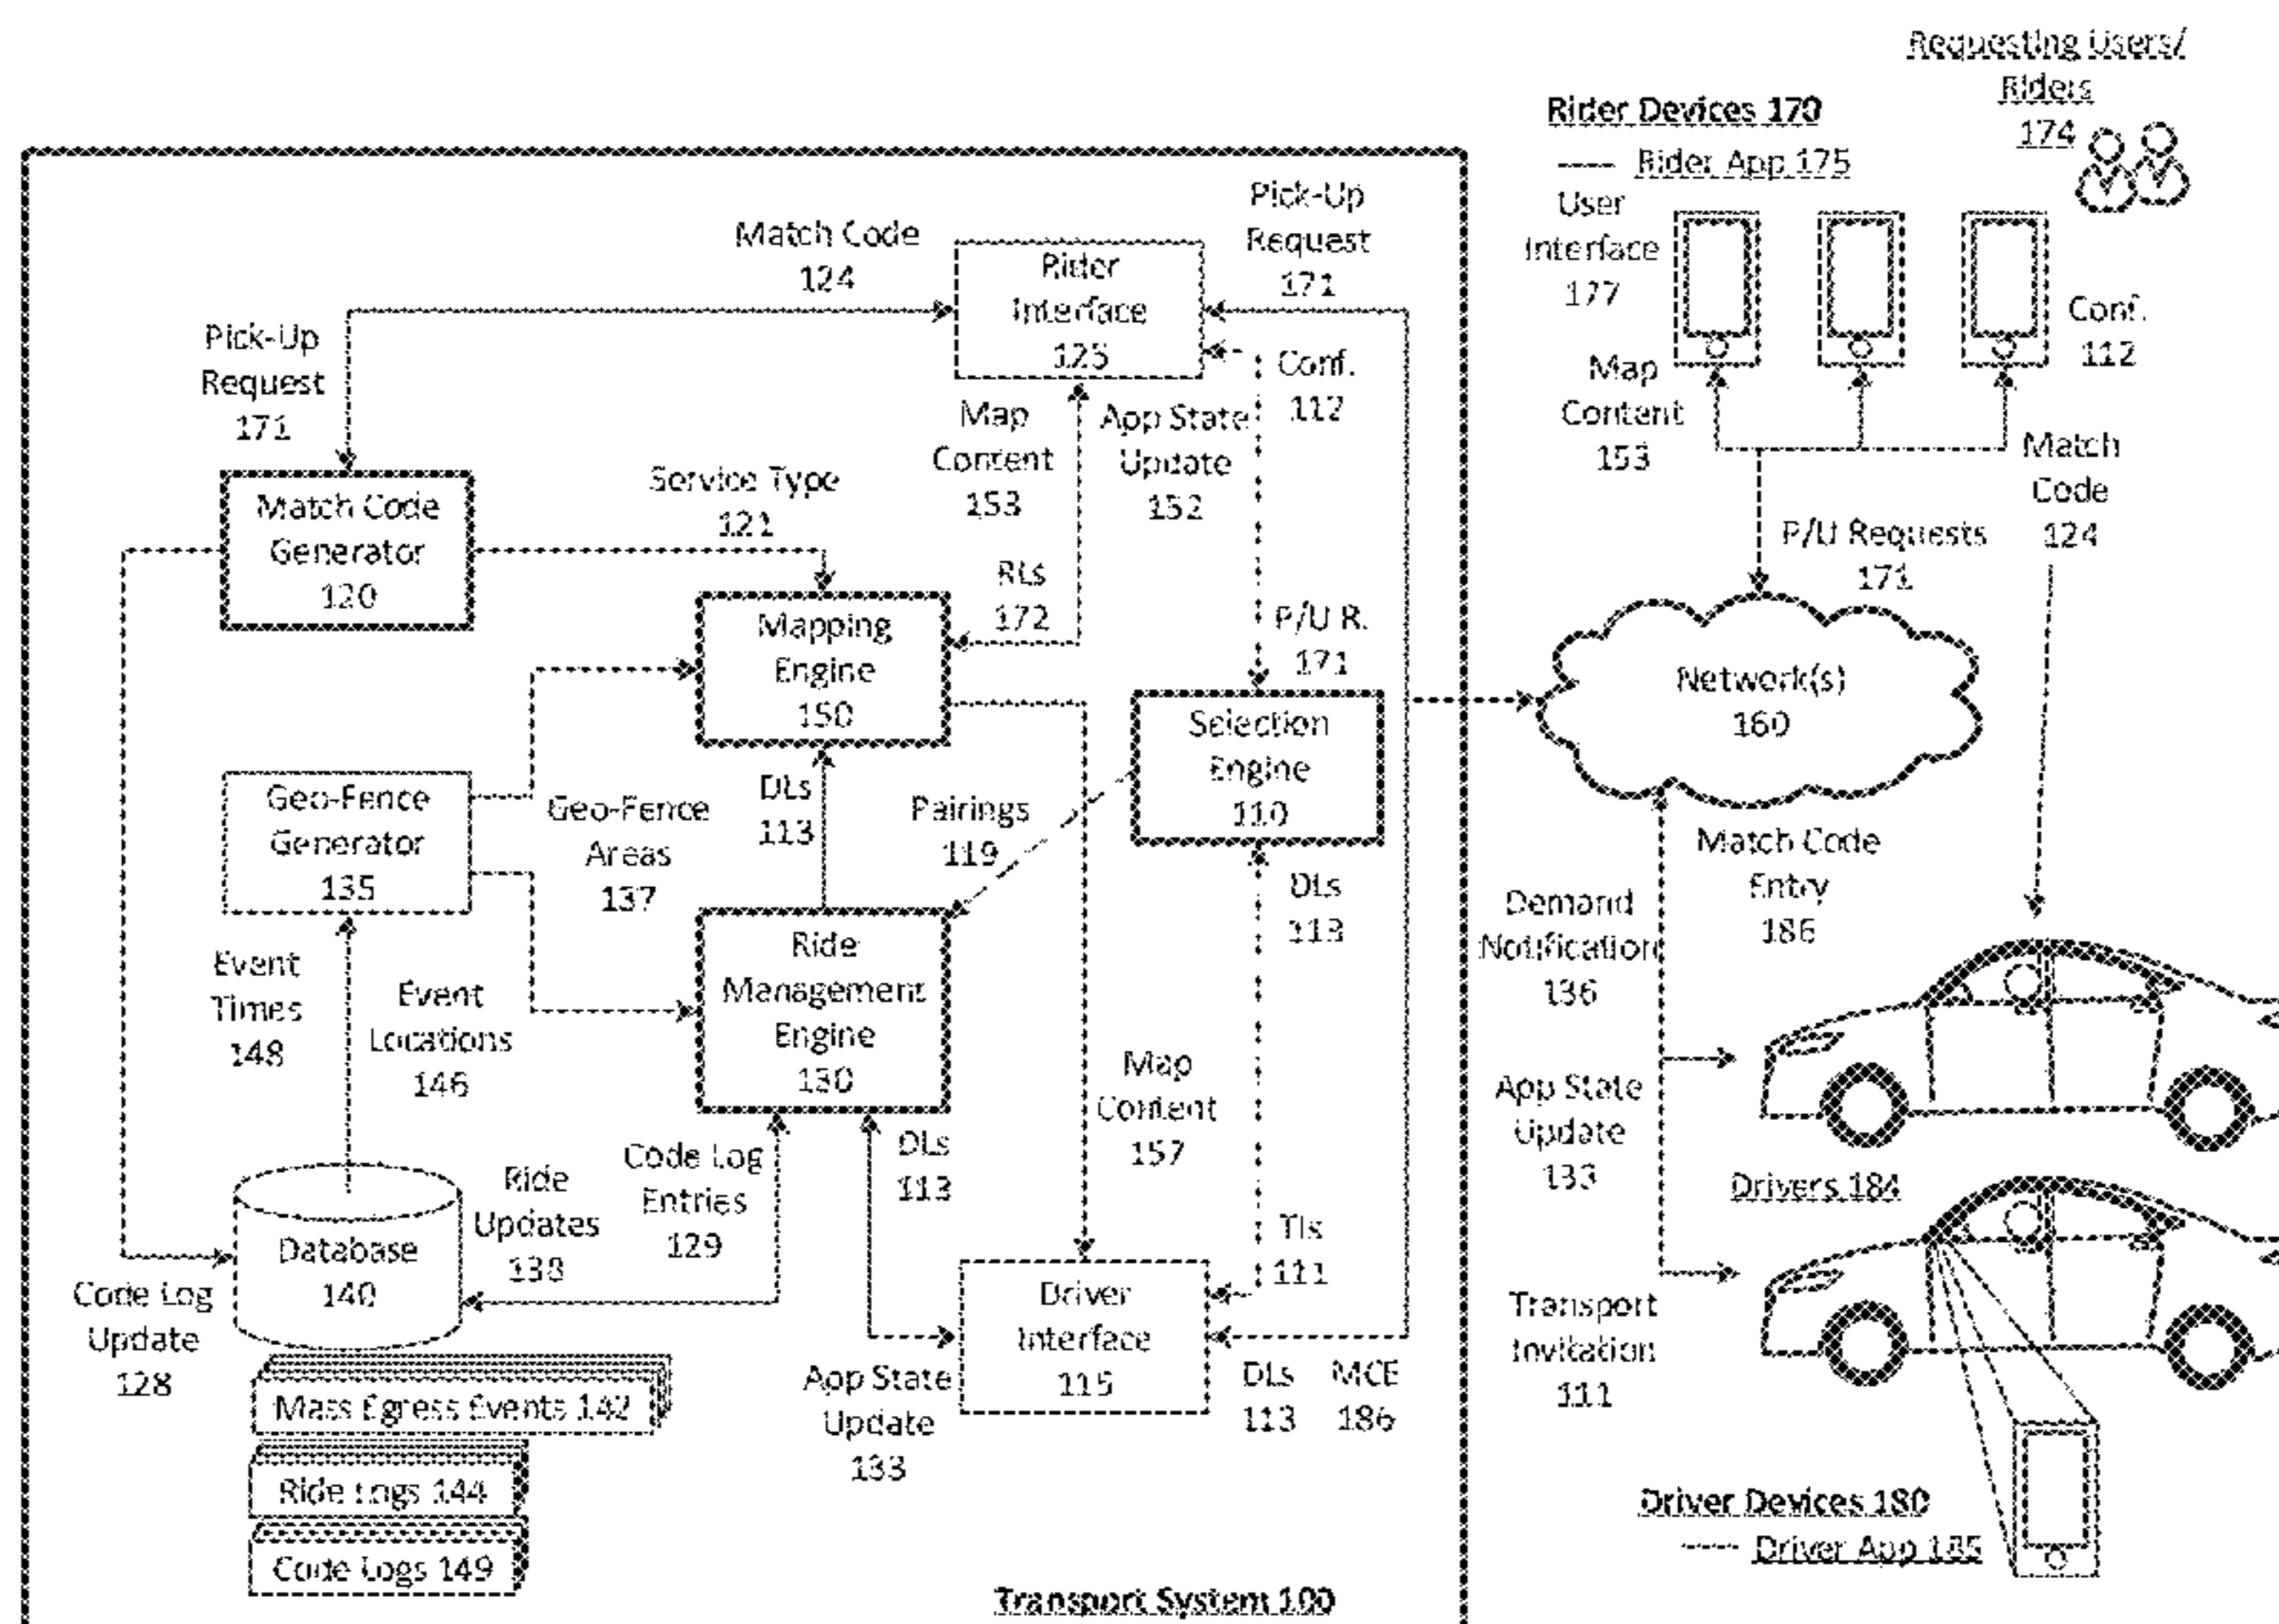 Requesting Users/
Riders
174
Rider Devices 170
Rider App 175
User
Interface
177
Conf.
112
Map
Content
153
Match
Code
124
P/U Requests
171
Pick-Up
Request
171
Match Code
124
Rider
Interface
125
Pick-Up
Request
171
Conf.
112
Map
Content
153
App State
Update
152
Match Code
Generator
120
Service Type
121
RLs
172
Mapping
Engine
150
P/U R.
171
Selection
Engine
110
Network(s)
160
Geo-Fence
Generator
135
Geo-Fence
Areas
137
DLs
113
Pairings
119
DLs
113
Match Code
Entry
186
Demand
Notification
136
Event
Times
148
Event
Locations
146
Ride
Management
Engine
130
Map
Content
157
App State
Update
133
Drivers 184
Code Log
Entries
129
DLs
113
Ride
Updates
138
Database
140
TIs
111
Driver
Interface
115
Transport
Invitation
111
Code Log
Update
128
App State
Update
133
DLs
113
MCE
186
Mass Egress Events 142
Ride Logs 144
Code Logs 149
Driver Devices 180
Driver App 185
Transport System 100